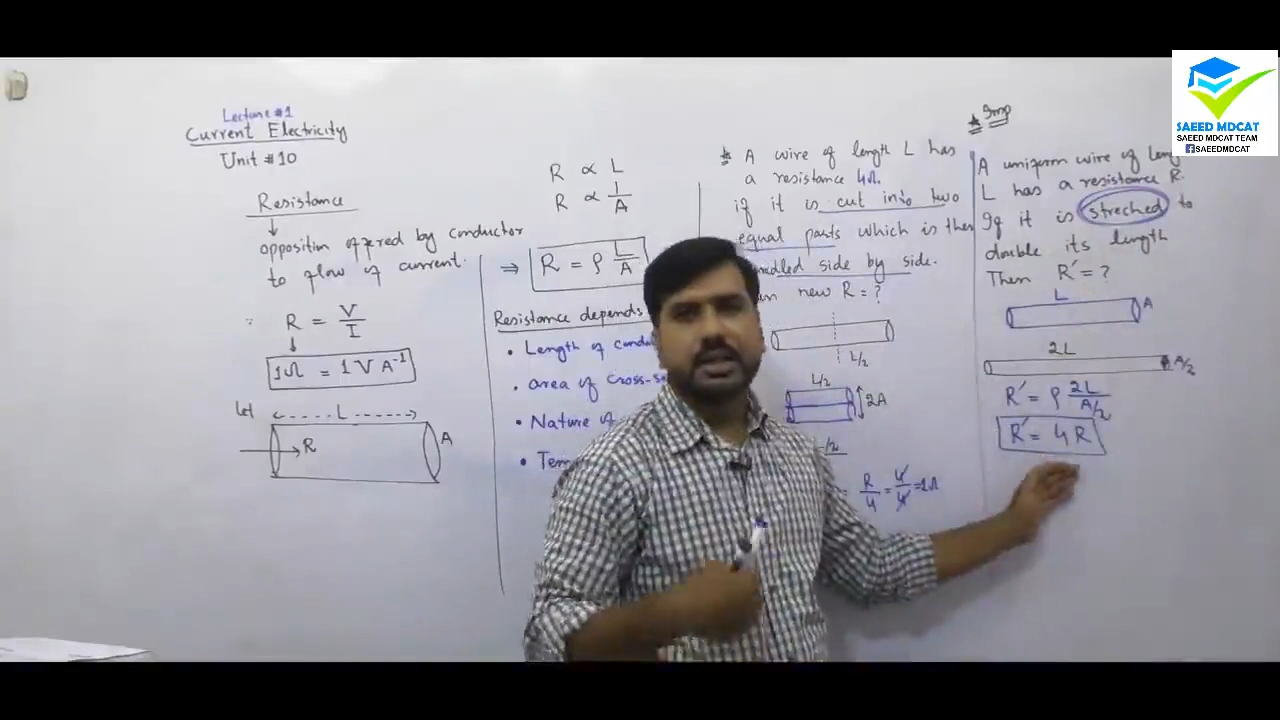 Lecture #1
Current Electricity
Unit #10
Resistance
opposition offered by conductor
to flow of current.
∵ R = V/I
1Ω = 1 V A⁻¹
let
L
R
A
R ∝ L
R ∝ 1/A
⇒ R = ρ L/A
Resistance depends
• Length of
• area of cross-
• Nature of
•
* A wire of length L has
a resistance 4Ω.
if it is cut into two
equal parts which is then
side by side.
new R = ?
L/2
L/2
2A
= R/4 = 4/4 = 1Ω
* Imp
A uniform wire of
L has a resistance R.
If it is streched to
double its length
Then R' = ?
L
A
2L
A/2
R' = ρ 2L/A/2
R' = 4R
SAEED MDCAT
SAEED MDCAT TEAM
SAEEDMDCAT